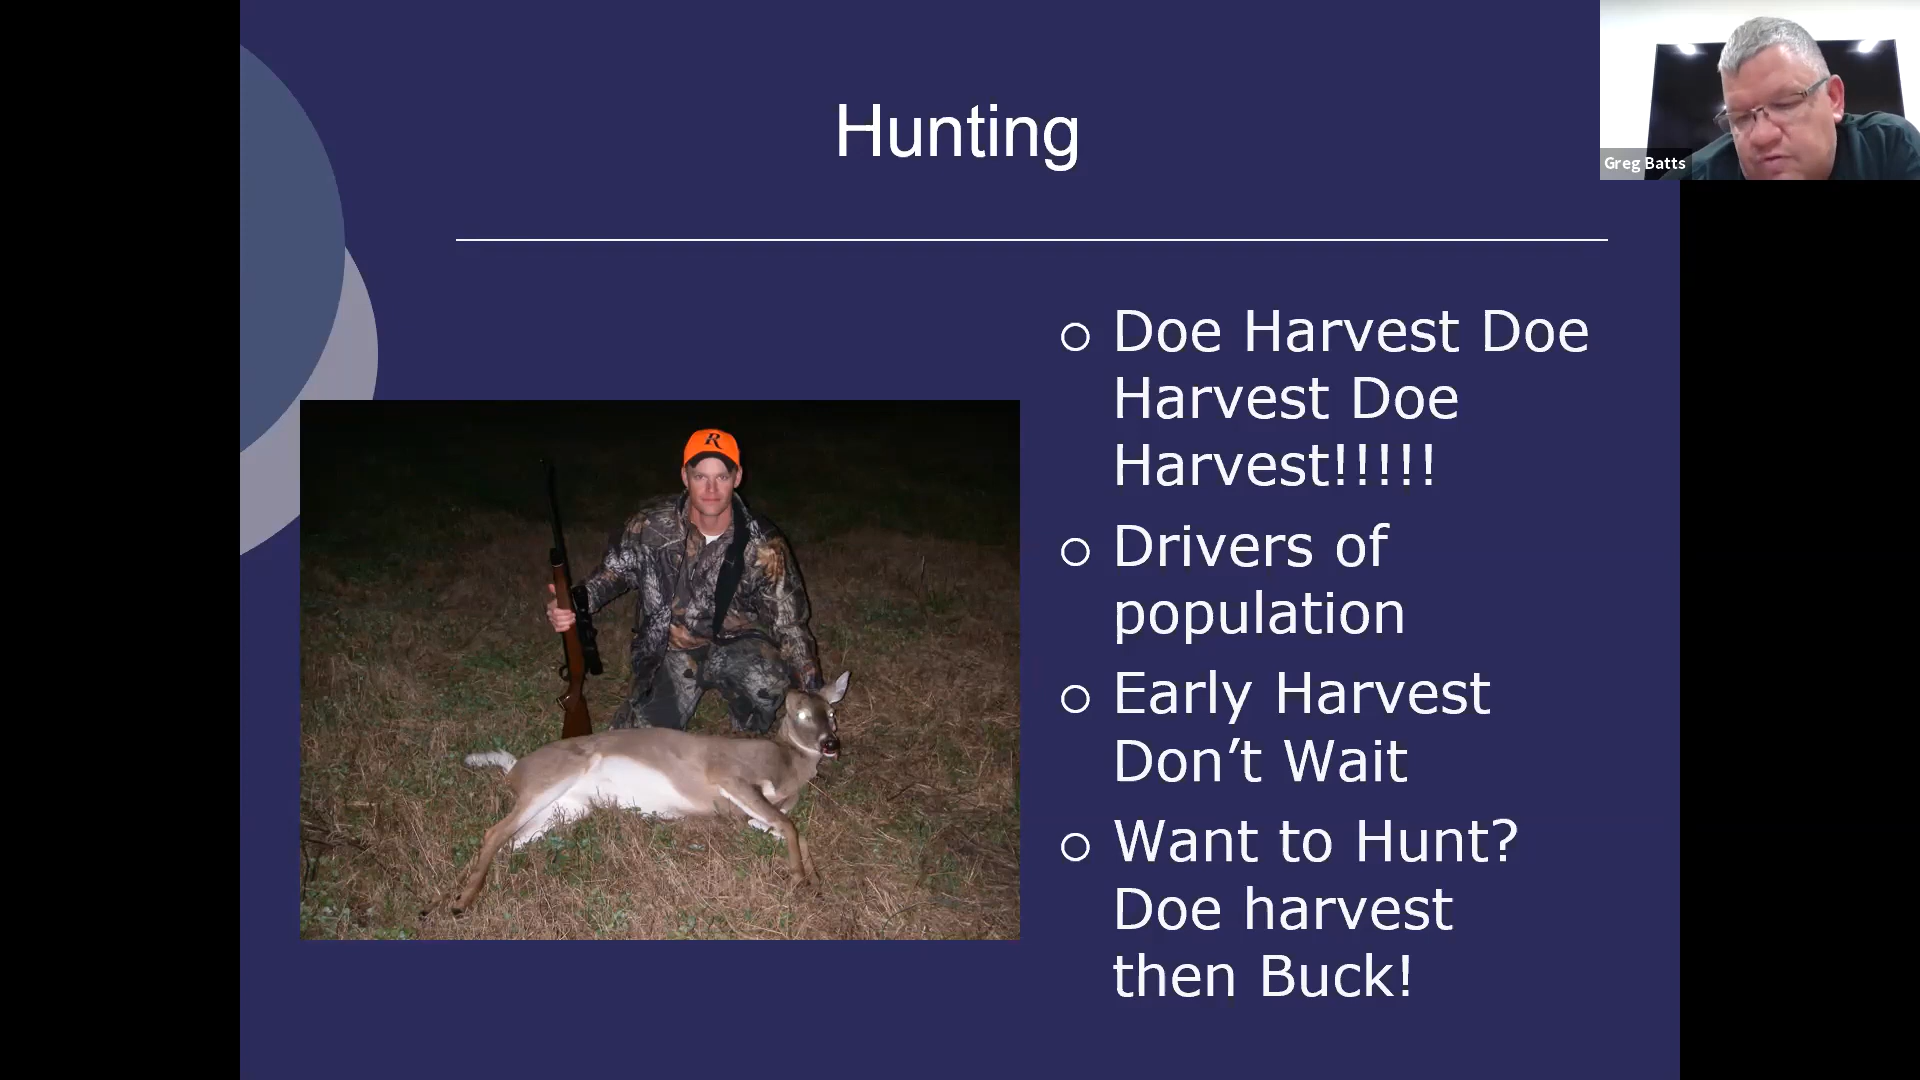 Hunting
Greg Batts
Doe Harvest Doe
Harvest Doe
Harvest!!!!!
Drivers of
population
Early Harvest
Don’t Wait
Want to Hunt?
Doe harvest
then Buck!
R